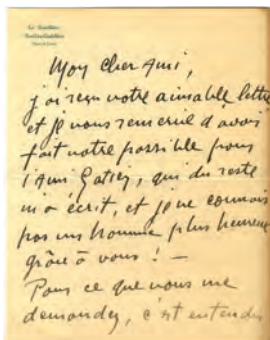 Mon cher Ami,
j'ai reçu votre aimable lettre
et je vous remercie d'avoir
fait votre possible pour
l'Ami, qui du reste
m'a écrit, et je ne connais
pas un homme plus heureux
grâce à vous ! —
Pour ce que vous me
demandez, c'est entendu